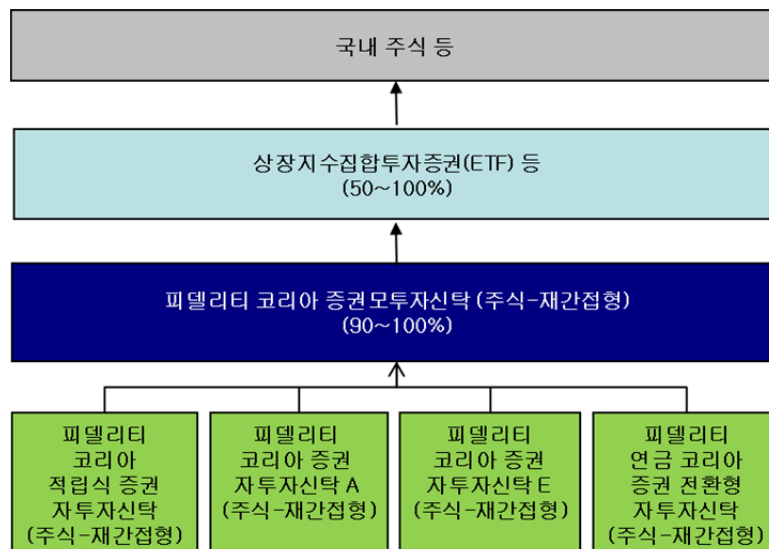 국내 주식 등
상장지수집합투자증권(ETF) 등
(50~100%)
피델리티 코리아 증권모투자신탁 (주식-재간접형)
(90~100%)
피델리티
코리아
적립식 증권
자투자신탁
(주식-재간접형)
피델리티
코리아 증권
자투자신탁 A
(주식-재간접형)
피델리티
코리아 증권
자투자신탁 E
(주식-재간접형)
피델리티
연금 코리아
증권 전환형
자투자신탁
(주식-재간접형)